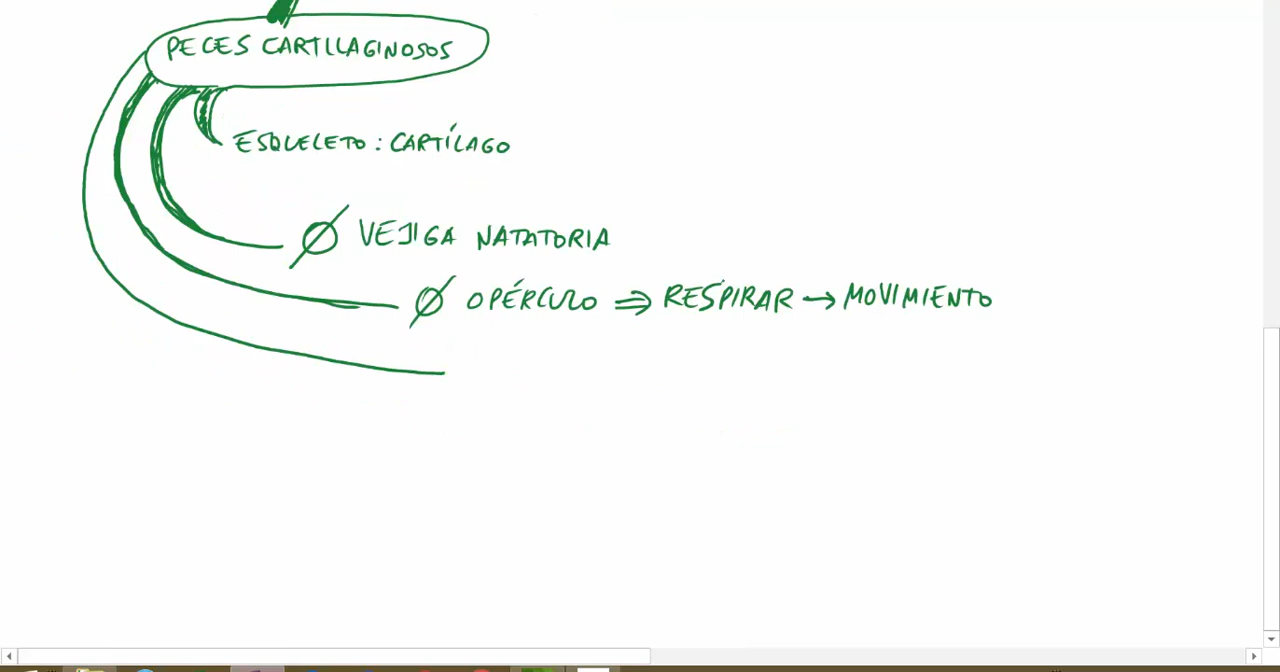 PECES CARTILAGINOSOS
ESQUELETO : CARTÍLAGO
Ø VEJIGA NATATORIA
Ø OPÉRCULO ⇒ RESPIRAR → MOVIMIENTO